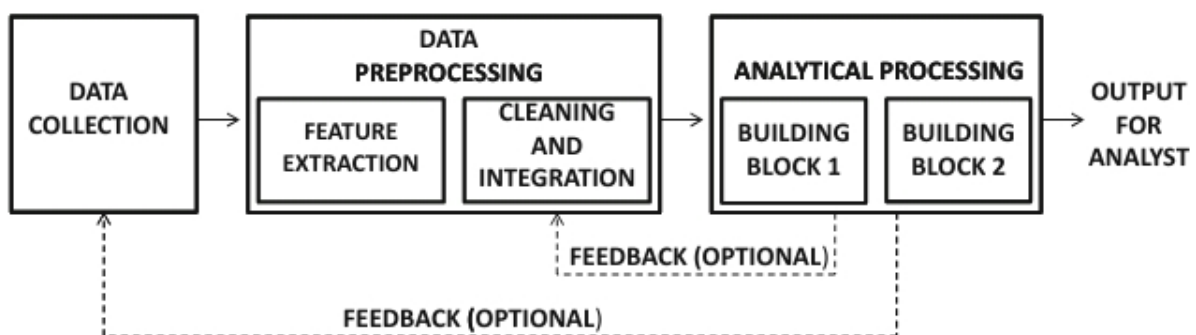 DATA
COLLECTION
DATA
PREPROCESSING
FEATURE
EXTRACTION
CLEANING
AND
INTEGRATION
ANALYTICAL PROCESSING
BUILDING
BLOCK 1
BUILDING
BLOCK 2
OUTPUT
FOR
ANALYST
FEEDBACK (OPTIONAL)
FEEDBACK (OPTIONAL)